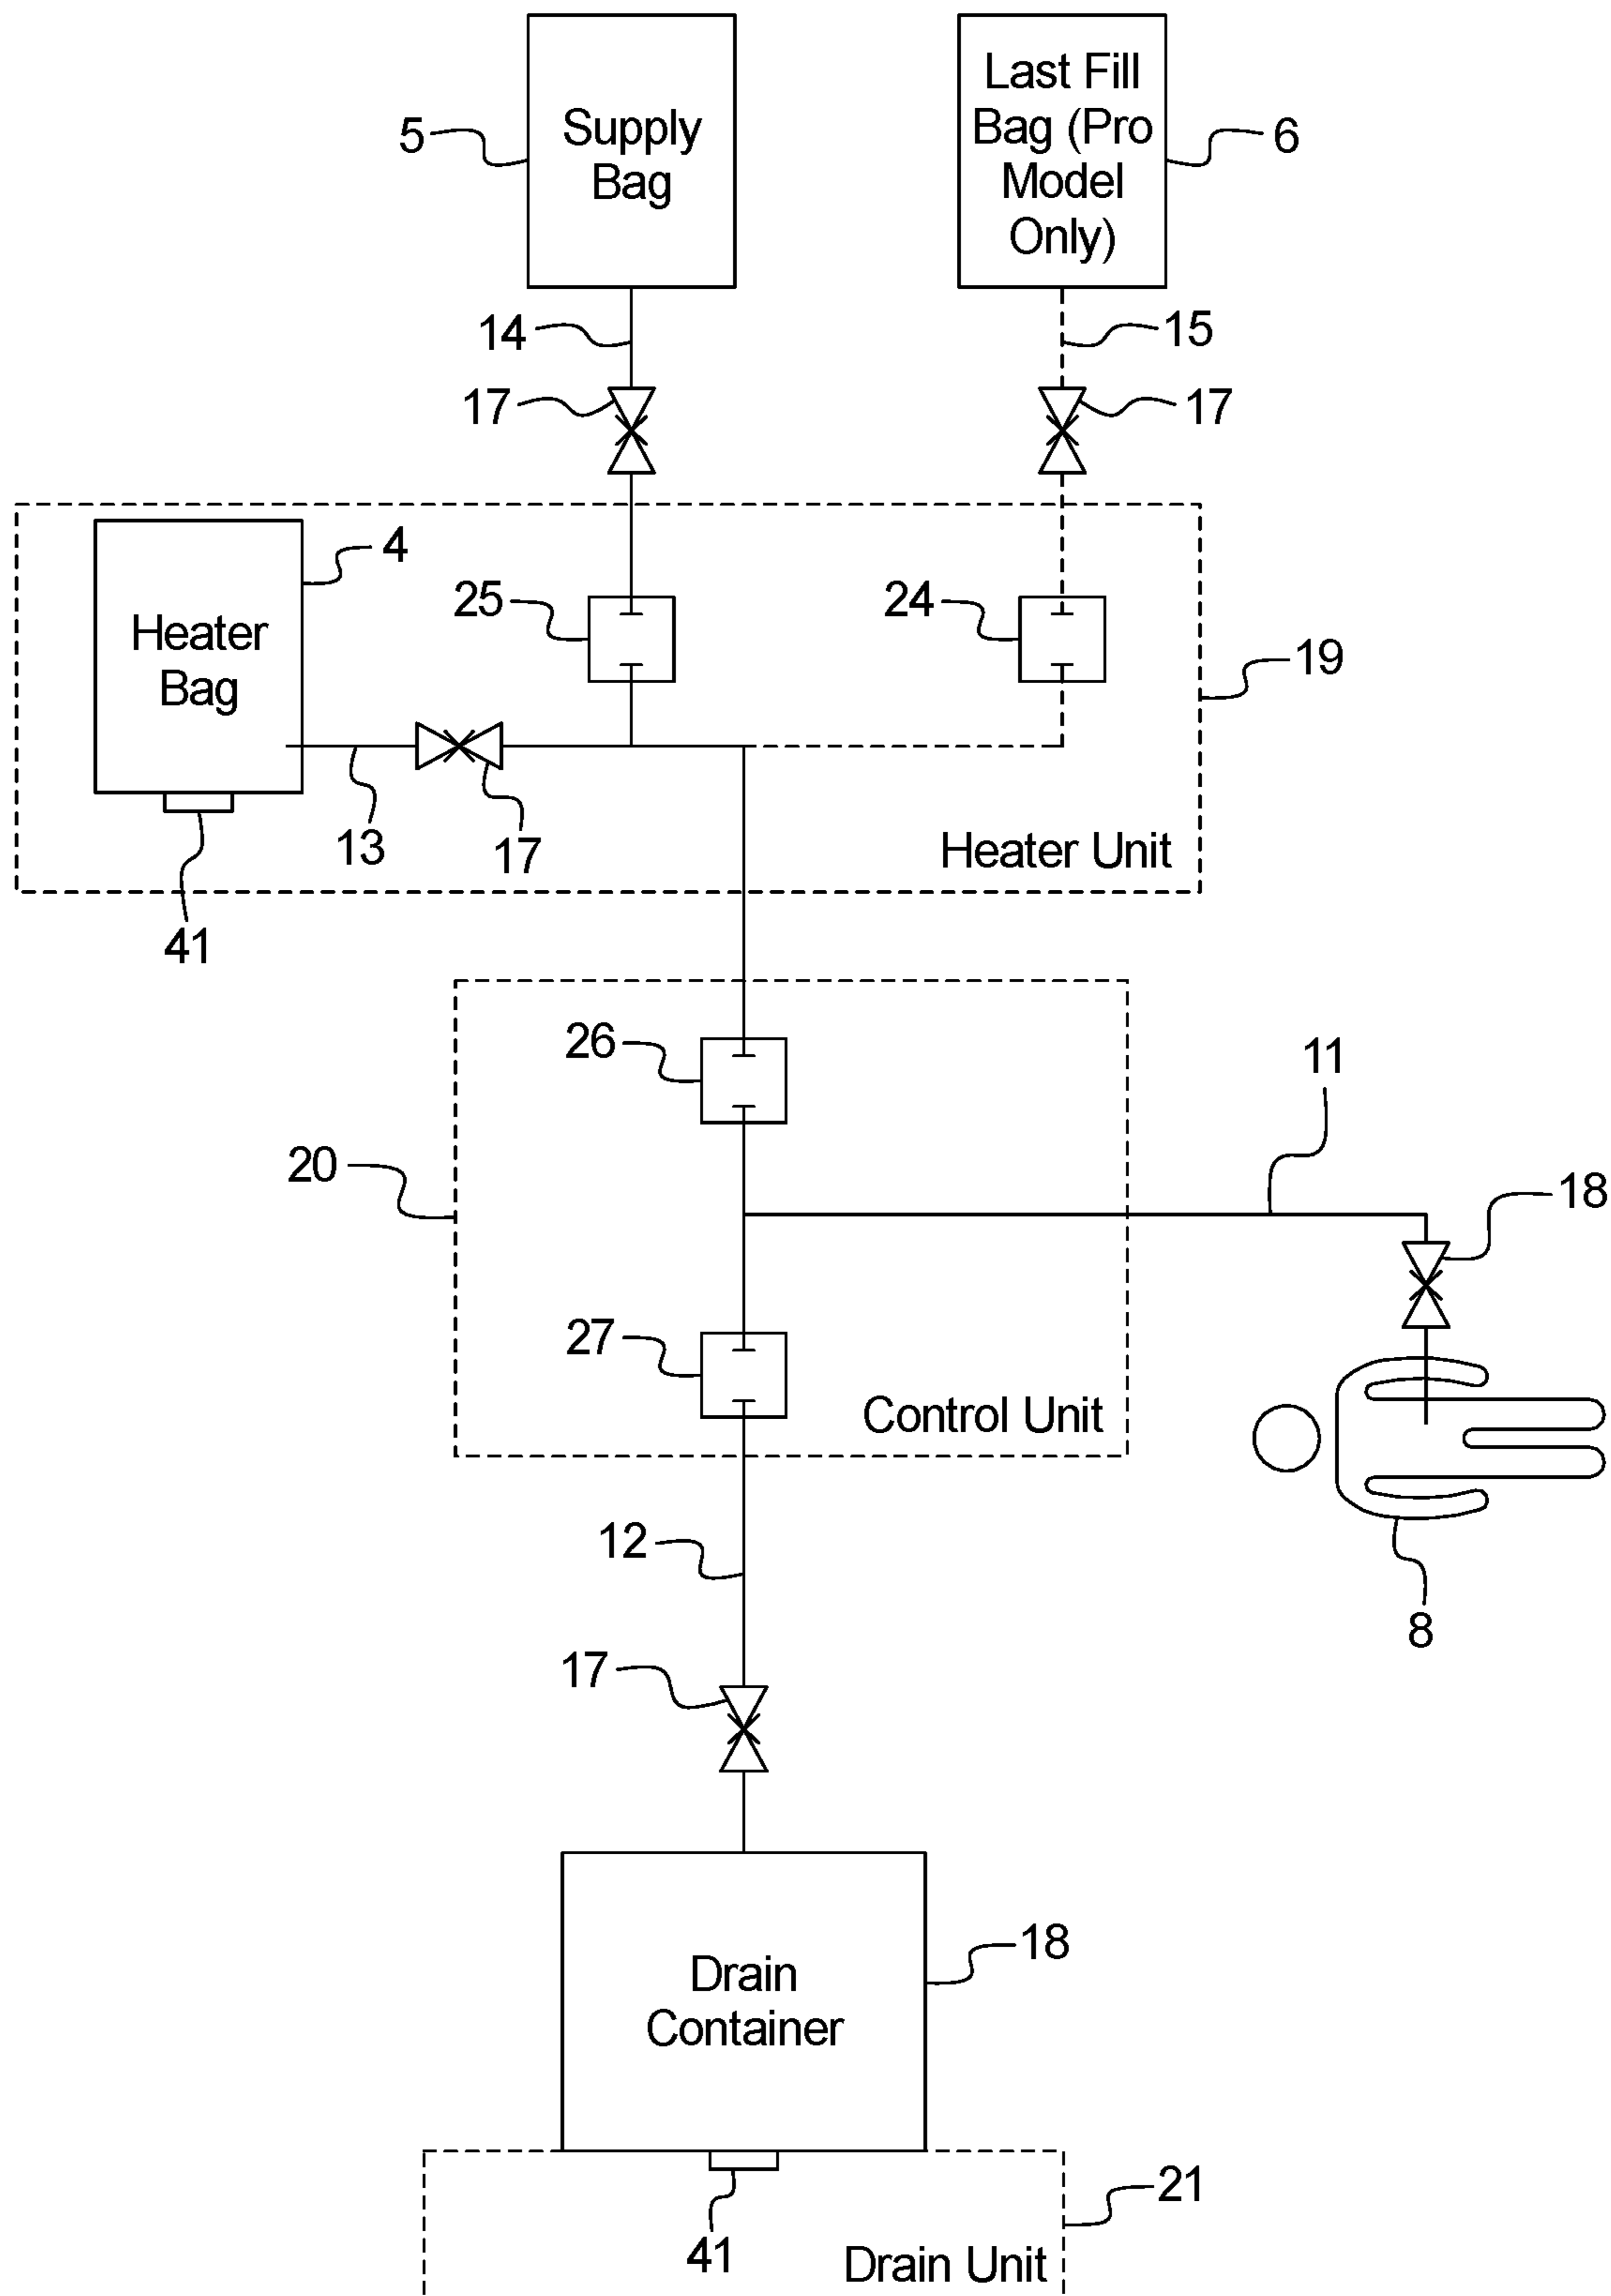 5
Supply
Bag
Last Fill
Bag (Pro
Model
Only)
6
14
15
17
17
4
25
24
Heater
Bag
19
13
17
Heater Unit
41
26
11
20
18
27
Control Unit
12
8
17
18
Drain
Container
21
41
Drain Unit